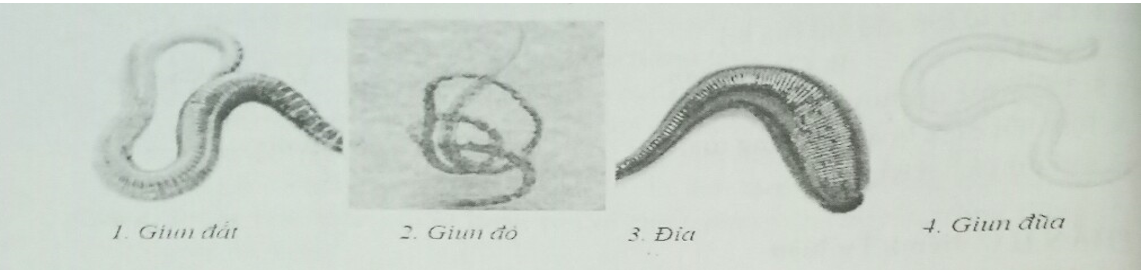 1. Giun đất
2. Giun đỏ
3. Đỉa
4. Giun đũa